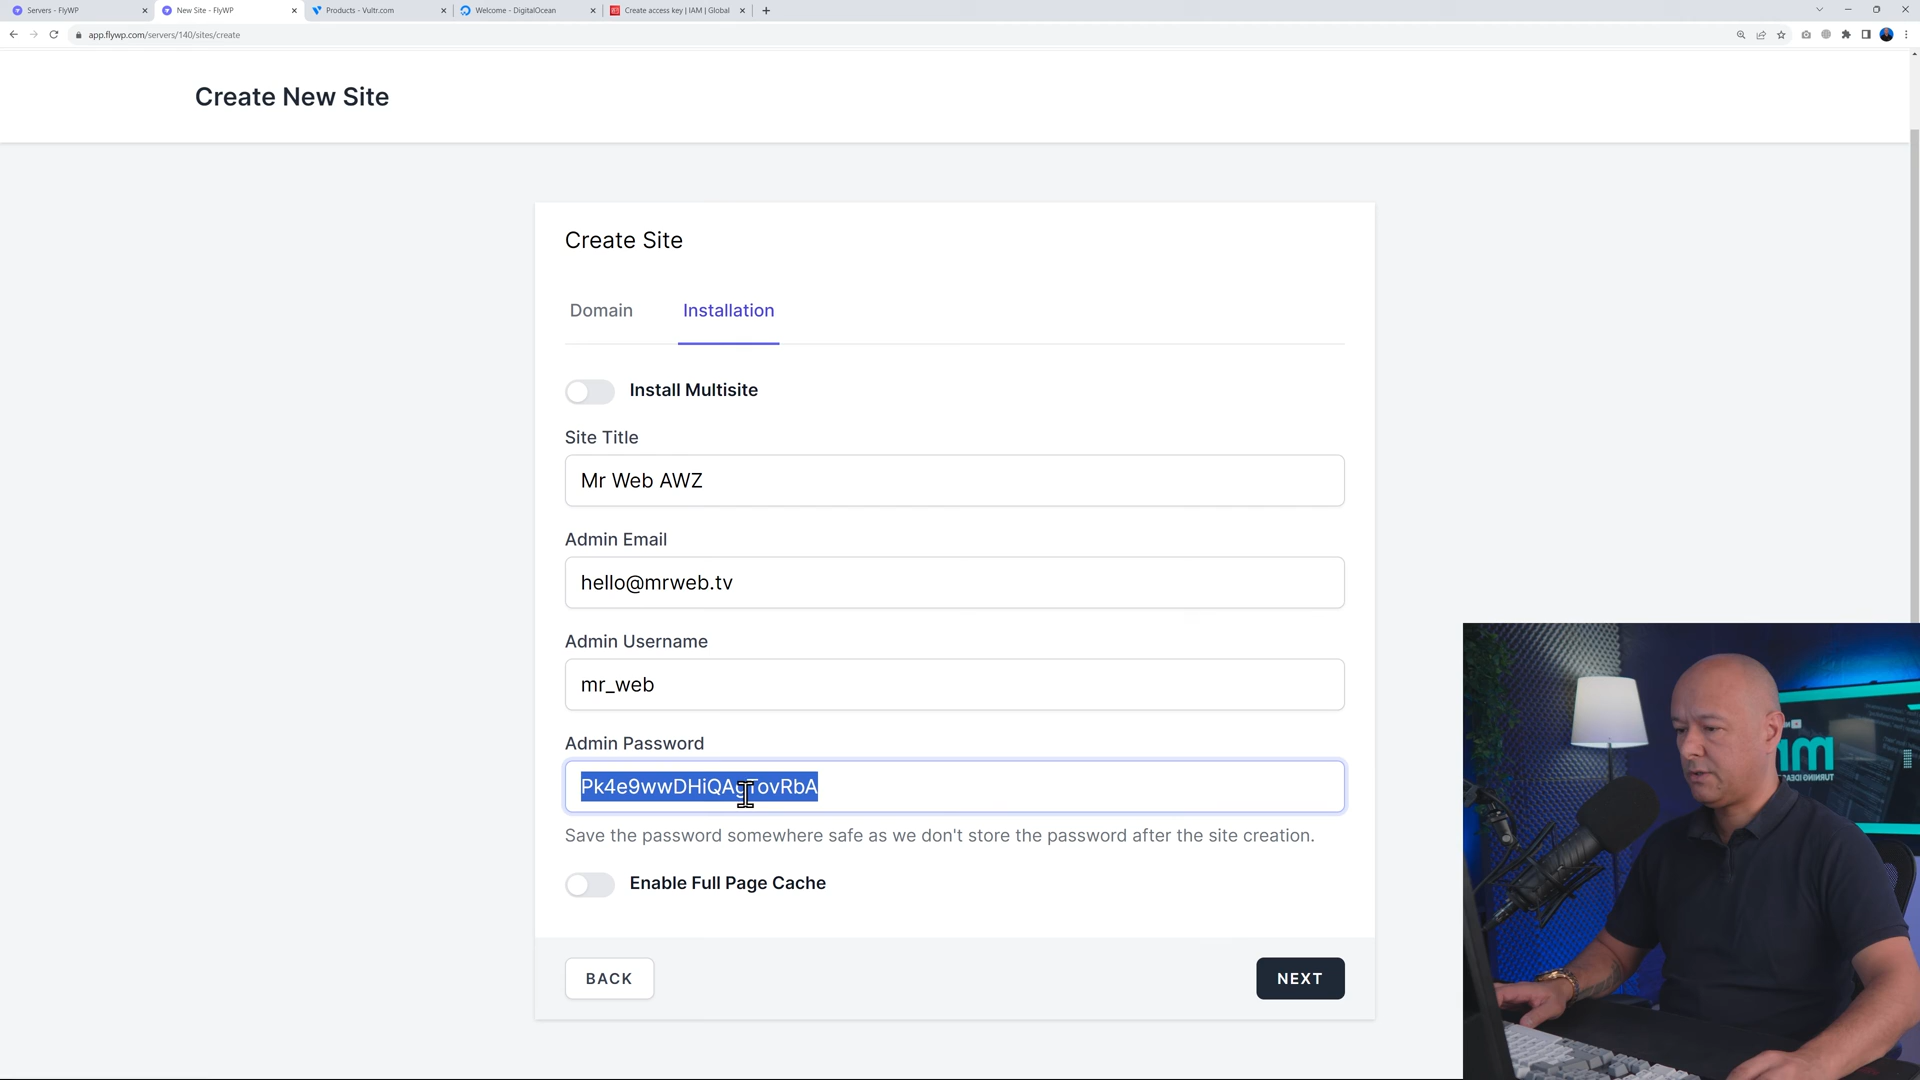 Servers - FlyWP
New Site - FlyWP
Products - Vultr.com
Welcome - DigitalOcean
Create access key | IAM | Global
app.flywp.com/servers/140/sites/create
Create New Site
Create Site
Domain
Installation
Install Multisite
Site Title
Mr Web AWZ
Admin Email
hello@mrweb.tv
Admin Username
mr_web
Admin Password
Pk4e9wwDHiQAgTovRbA
Save the password somewhere safe as we don't store the password after the site creation.
Enable Full Page Cache
BACK
NEXT